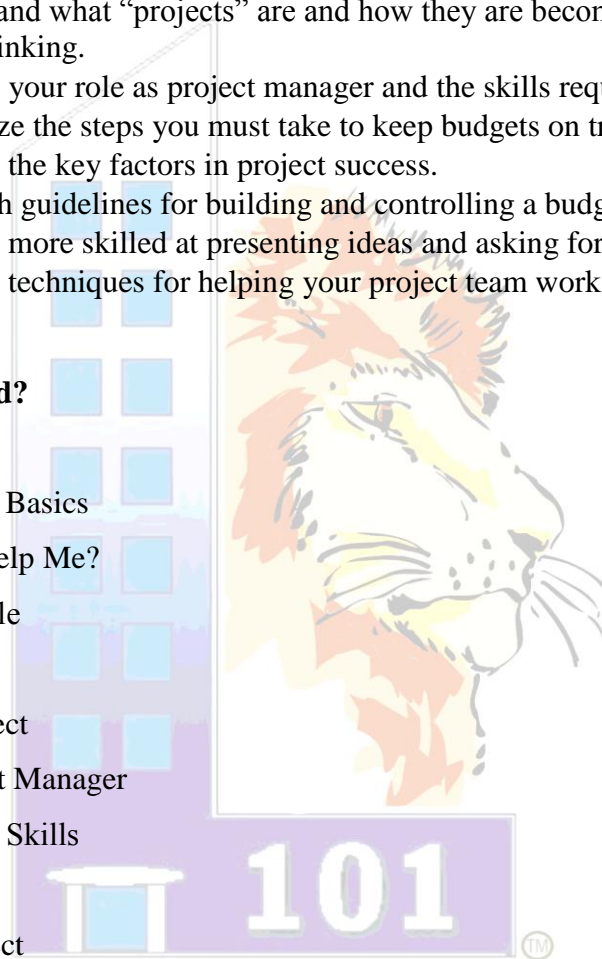 and what “projects” are and how they are becom
inking.
your role as project manager and the skills requ
ze the steps you must take to keep budgets on tr
the key factors in project success.
h guidelines for building and controlling a budg
more skilled at presenting ideas and asking for
techniques for helping your project team work
d?
Basics
elp Me?
le
ect
t Manager
Skills
101
TM
ect